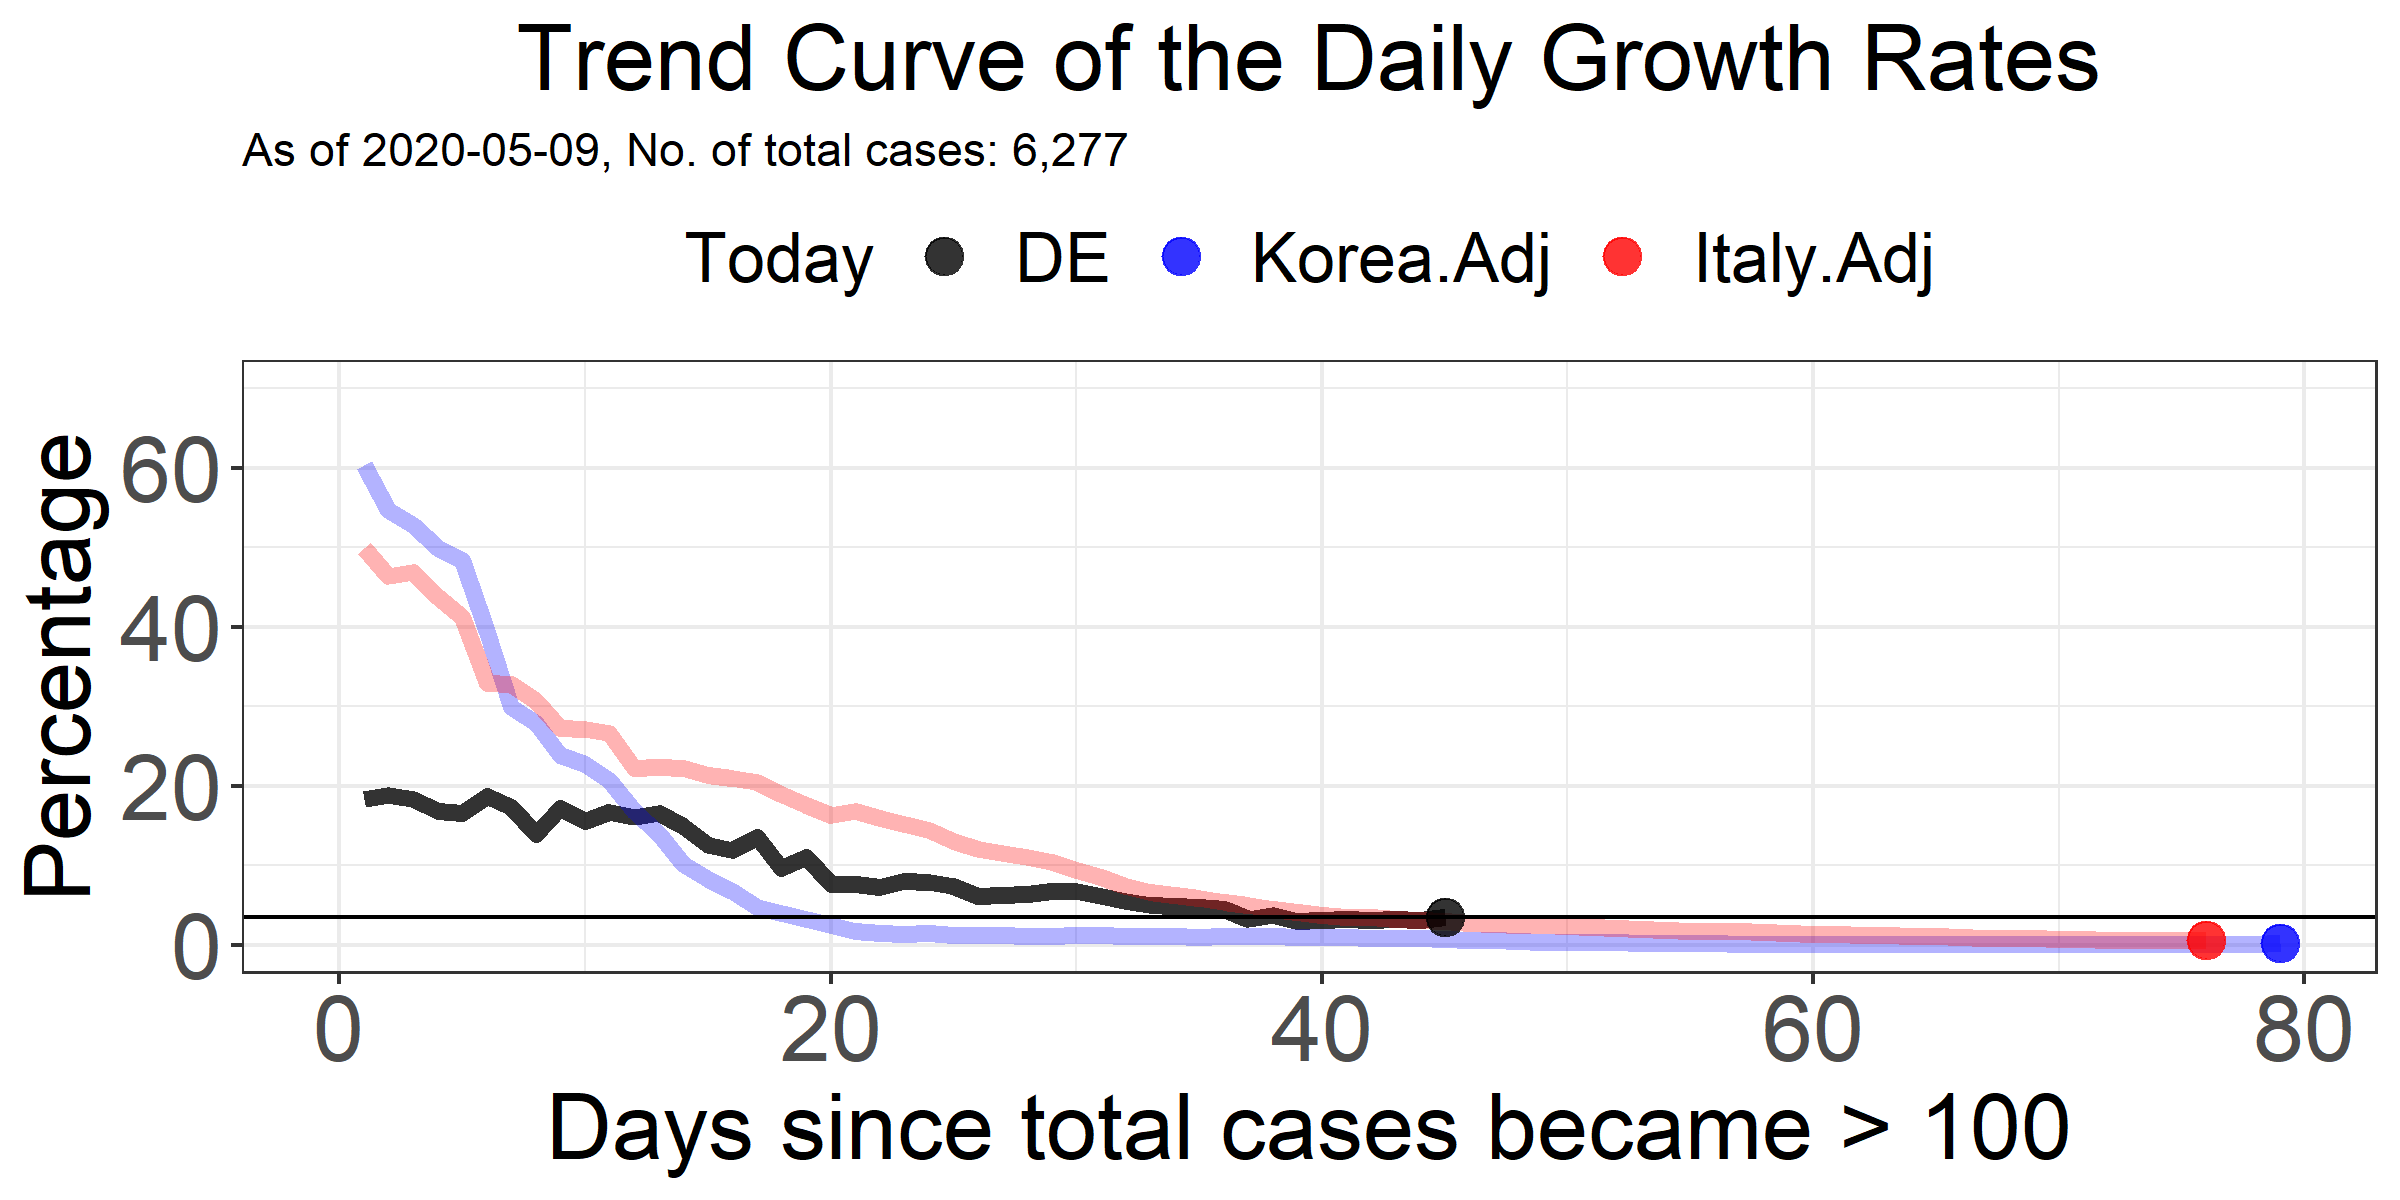 Trend Curve of the Daily Growth Rates
As of 2020-05-09, No. of total cases: 6,277
Today DE Korea.Adj Italy.Adj
Percentage
60
40
20
0
0 20 40 60 80
Days since total cases became > 100